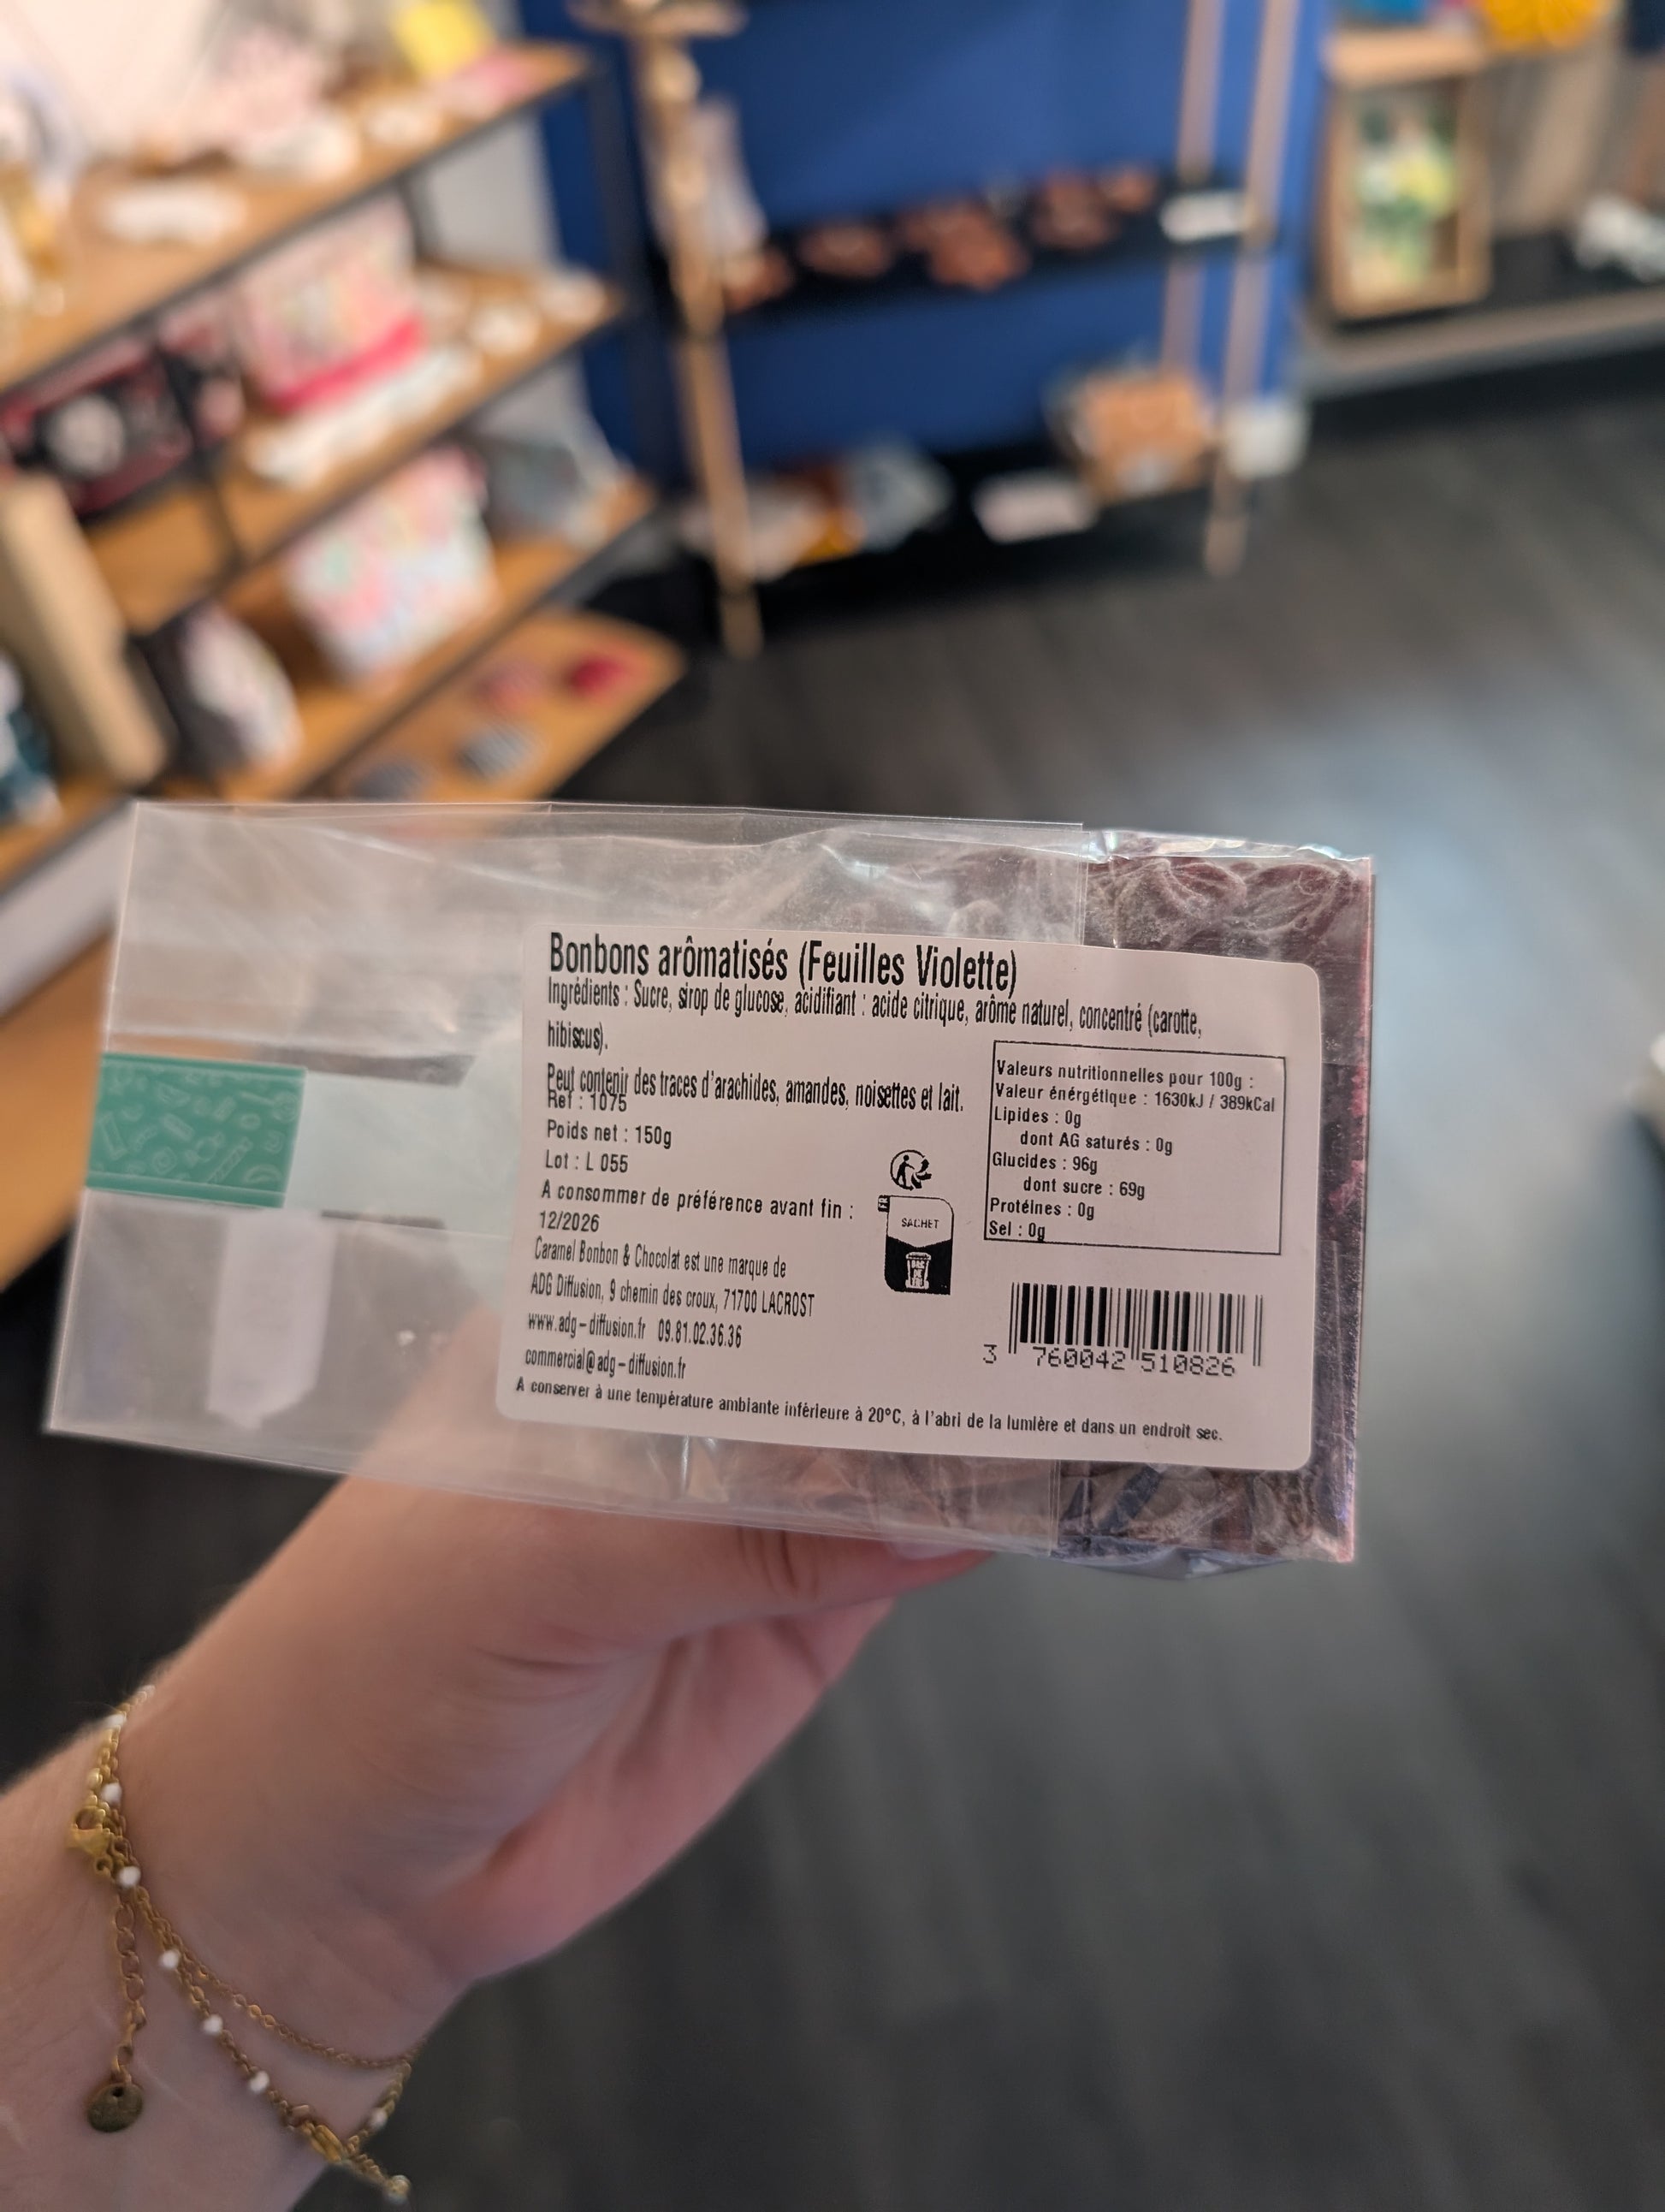 Bonbons arômatisés (Feuilles Violette)
Ingrédients : Sucre, sirop de glucose, acidifiant : acide citrique, arôme naturel, concentré (carotte,
hibiscus).
Peut contenir des traces d'arachides, amandes, noisettes et lait.
Ref : 1075
Poids net : 150g
Lot : L 055
A consommer de préférence avant fin :
12/2026
Caramel Bonbon & Chocolat est une marque de
ADG Diffusion, 9 chemin des croux, 71700 LACROST
www.adg-diffusion.fr 09.81.02.36.36
commercial@adg-diffusion.fr
A conserver à une température ambiante inférieure à 20°C, à l'abri de la lumière et dans un endroit sec.
Valeurs nutritionnelles pour 100g :
Valeur énérgétique : 1630kJ / 389kCal
Lipides : 0g
dont AG saturés : 0g
Glucides : 96g
dont sucre : 69g
Protéines : 0g
Sel : 0g
SACHET
BAC
DE
TRI
3 760042 510826